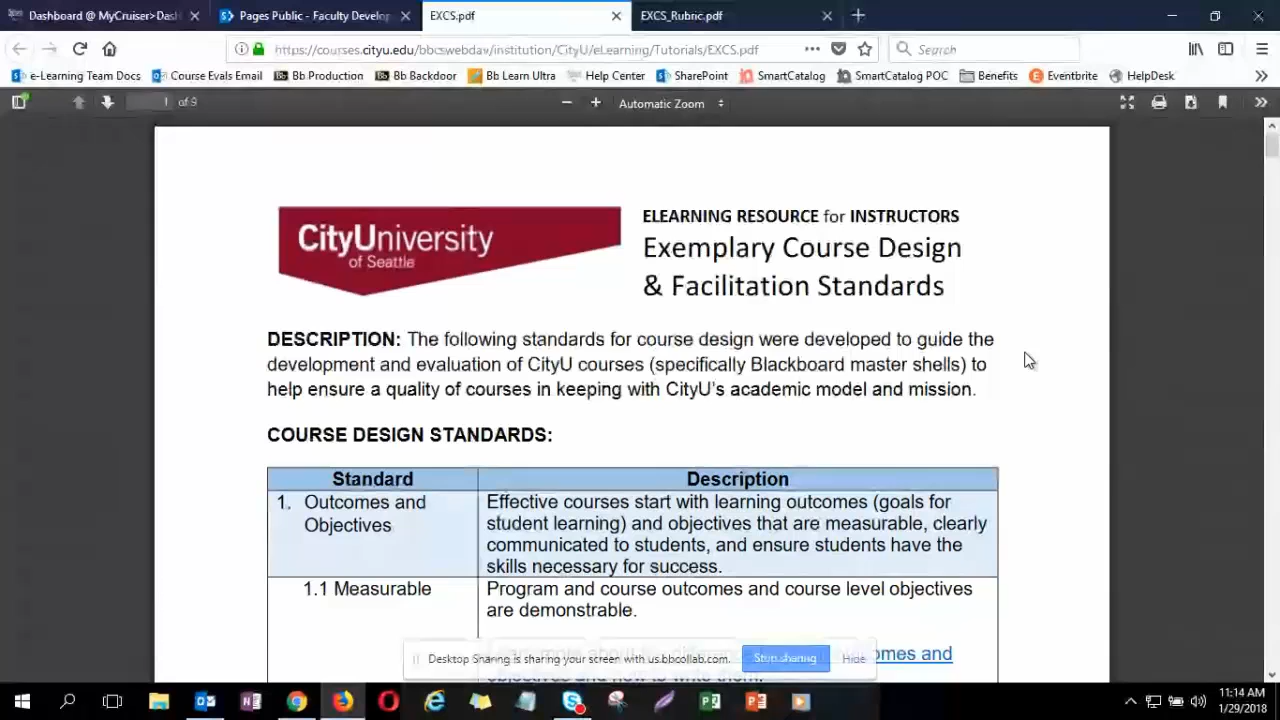 Dashboard @ MyCruiser>Dash
Pages Public - Faculty Develop
EXCS.pdf
EXCS_Rubric.pdf
https://courses.cityu.edu/bbcswebdav/institution/CityU/eLearning/Tutorials/EXCS.pdf
Search
e-Learning Team Docs
Course Evals Email
Bb Production
Bb Backdoor
Bb Learn Ultra
Help Center
SharePoint
SmartCatalog
SmartCatalog POC
Benefits
Eventbrite
HelpDesk
1 of 9
Automatic Zoom
CityUniversity
of Seattle
ELEARNING RESOURCE for INSTRUCTORS
Exemplary Course Design
& Facilitation Standards
DESCRIPTION: The following standards for course design were developed to guide the
development and evaluation of CityU courses (specifically Blackboard master shells) to
help ensure a quality of courses in keeping with CityU's academic model and mission.
COURSE DESIGN STANDARDS:
Standard
Description
1. Outcomes and
Objectives
Effective courses start with learning outcomes (goals for
student learning) and objectives that are measurable, clearly
communicated to students, and ensure students have the
skills necessary for success.
1.1 Measurable
Program and course outcomes and course level objectives
are demonstrable.
omes and
objectives and how to write them.
Desktop Sharing is sharing your screen with us.bbcollab.com.
Stop sharing
Hide
11:14 AM
1/29/2018